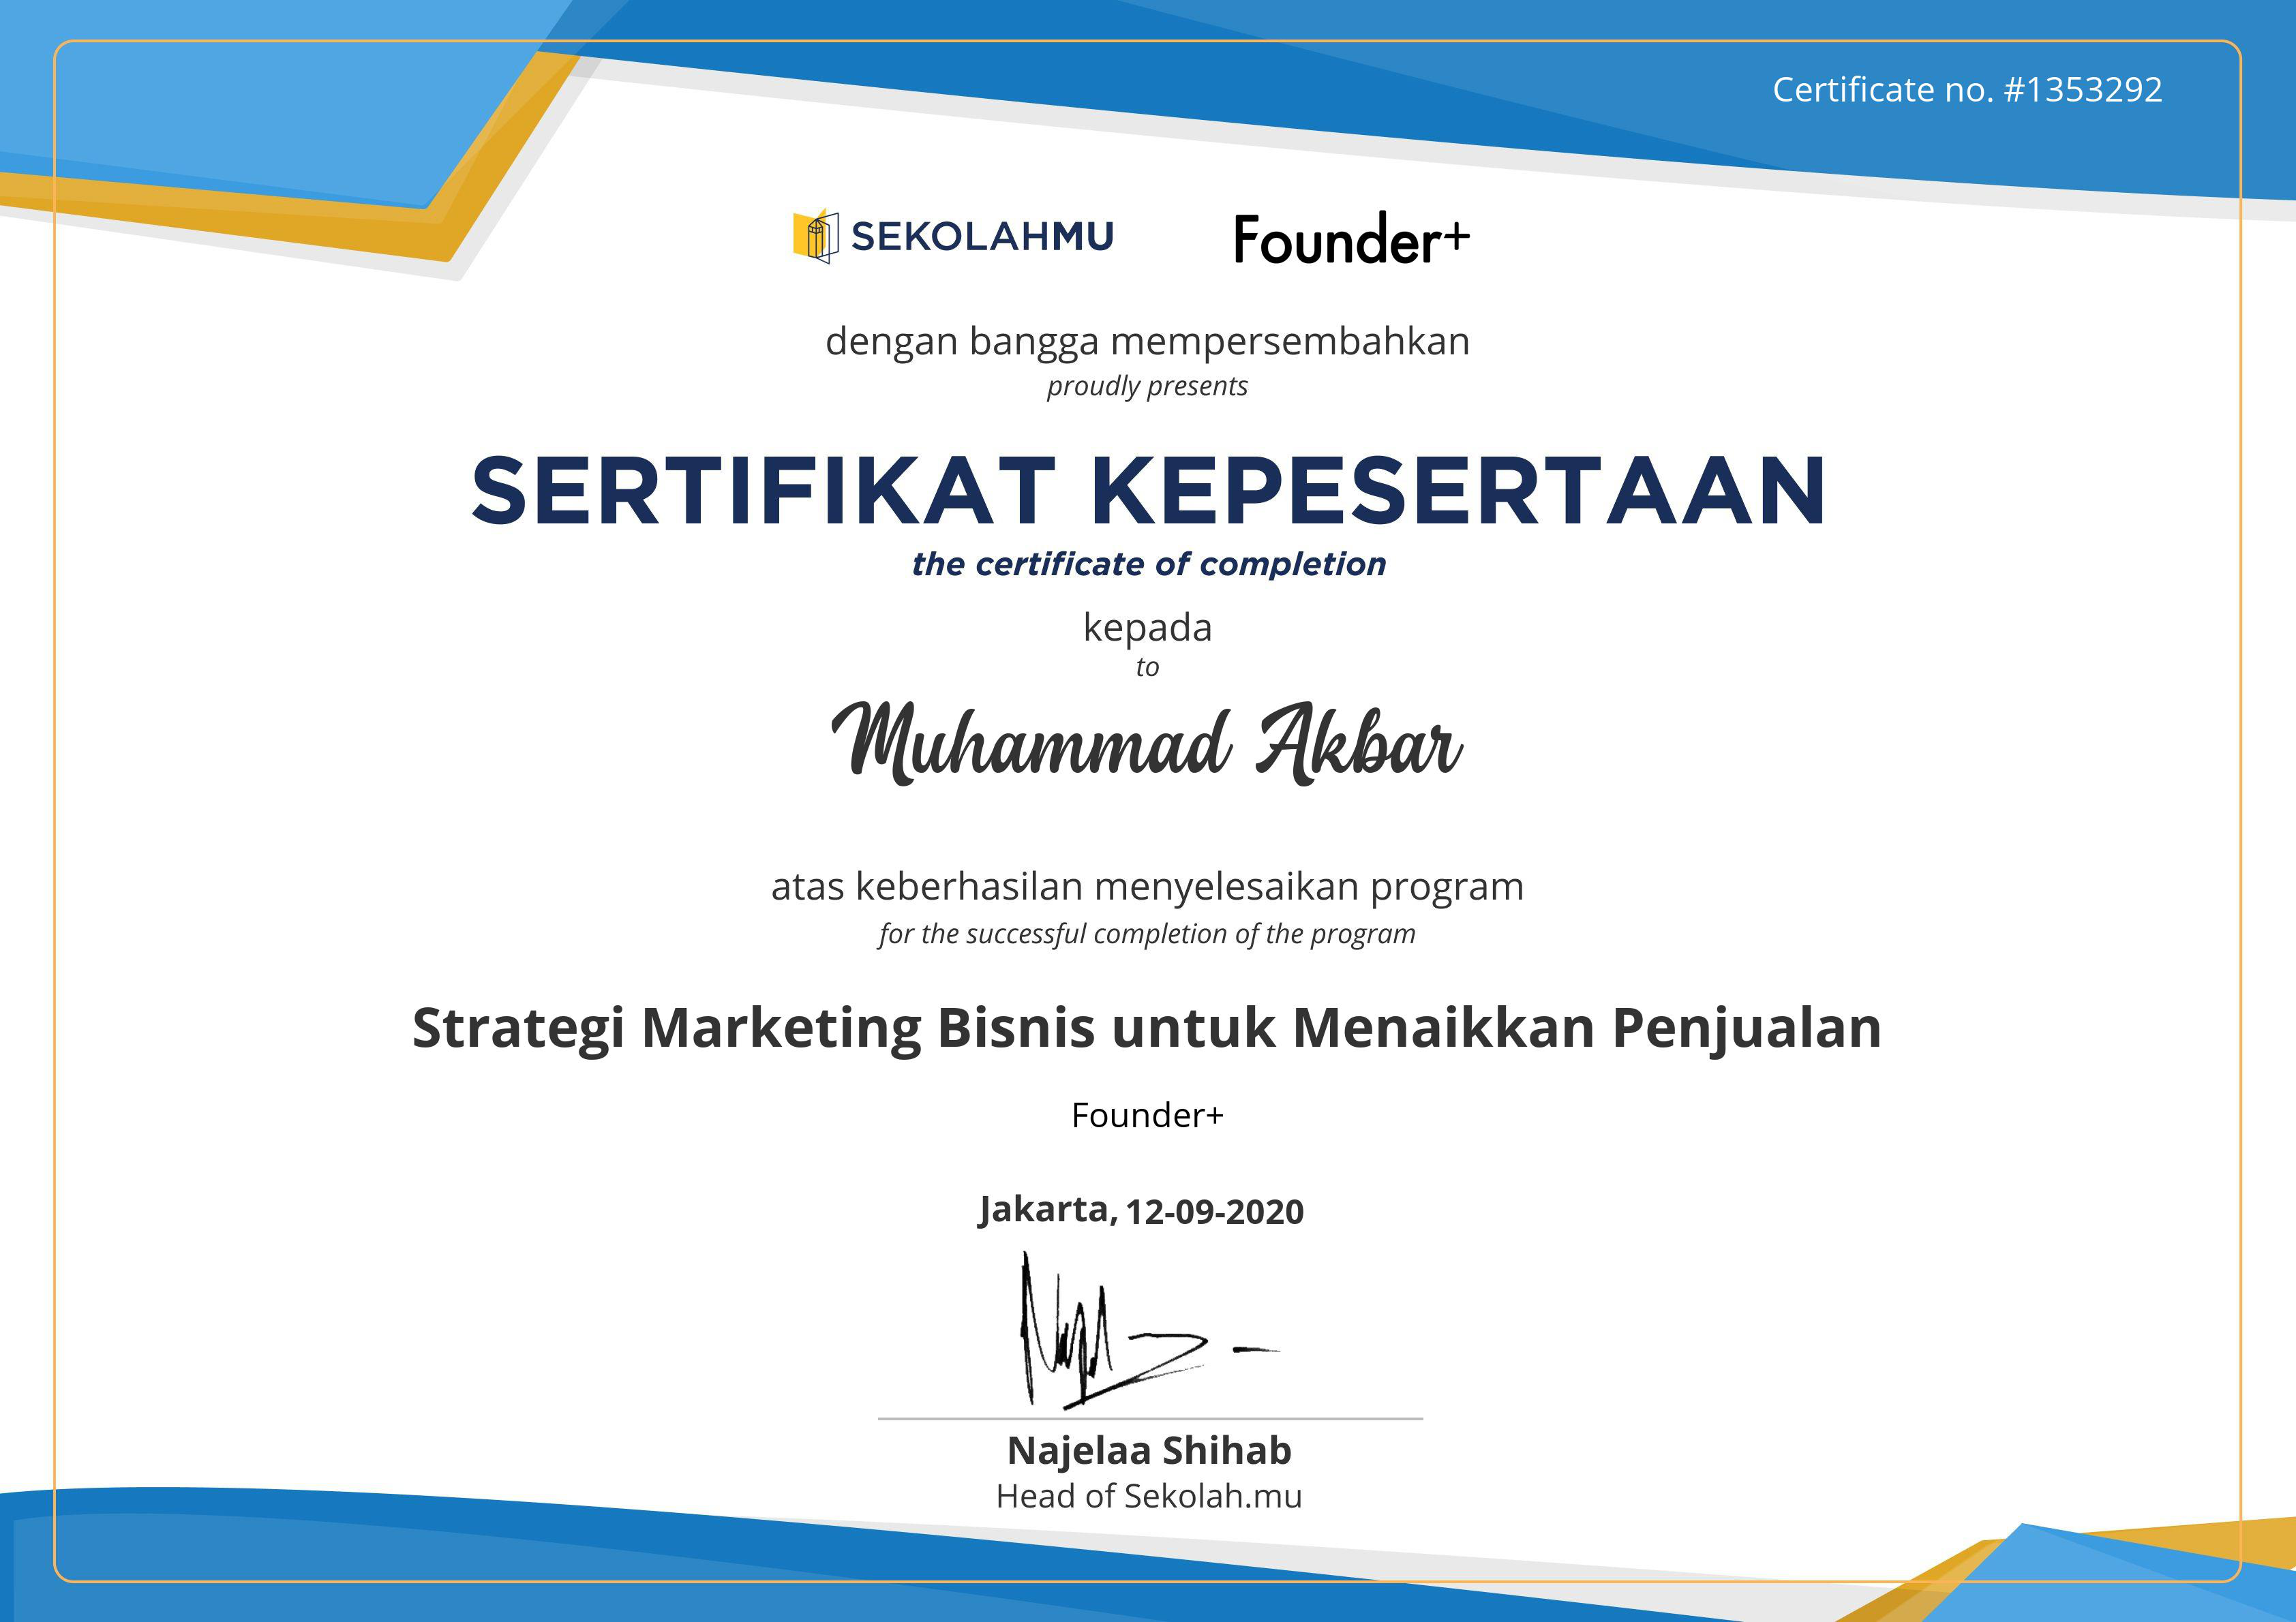 Certificate no. #1353292
SEKOLAHMU
Founder+
dengan bangga mempersembahkan
proudly presents
SERTIFIKAT KEPESERTAAN
the certificate of completion
kepada
to
Muhammad Akbar
atas keberhasilan menyelesaikan program
for the successful completion of the program
Strategi Marketing Bisnis untuk Menaikkan Penjualan
Founder+
Jakarta, 12-09-2020
Najelaa Shihab
Head of Sekolah.mu